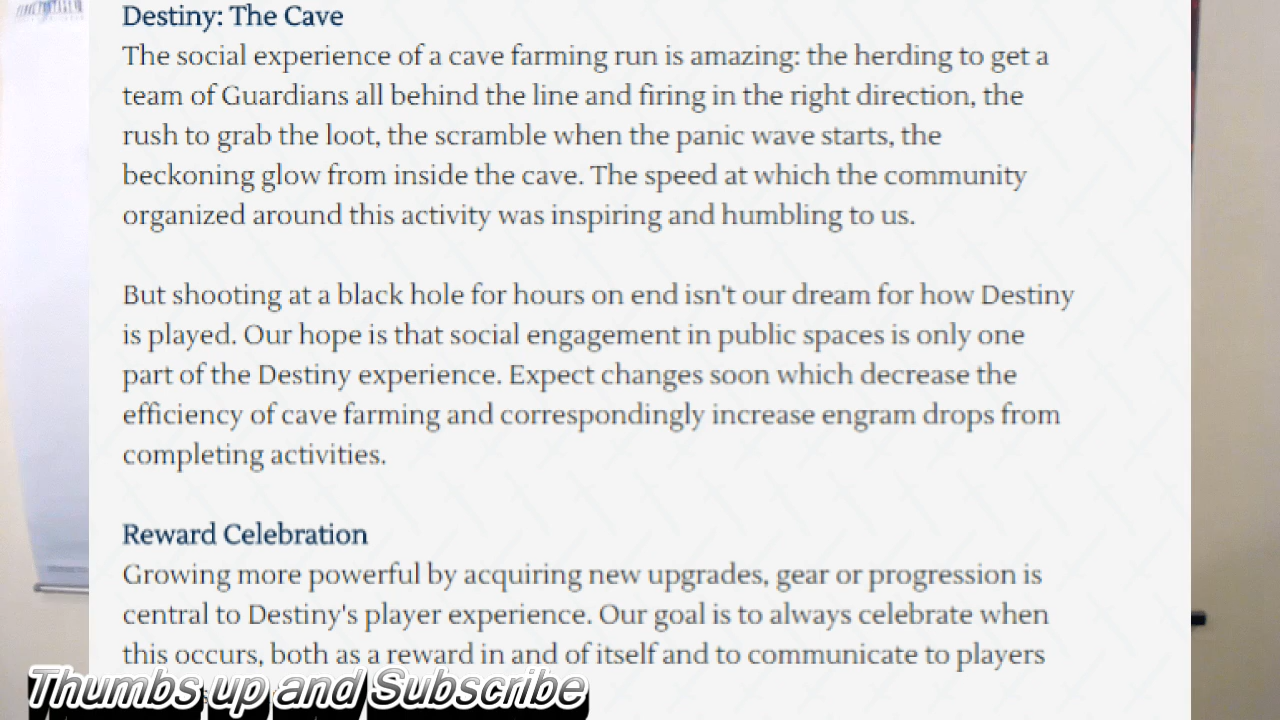 Destiny: The Cave
The social experience of a cave farming run is amazing: the herding to get a
team of Guardians all behind the line and firing in the right direction, the
rush to grab the loot, the scramble when the panic wave starts, the
beckoning glow from inside the cave. The speed at which the community
organized around this activity was inspiring and humbling to us.
But shooting at a black hole for hours on end isn't our dream for how Destiny
is played. Our hope is that social engagement in public spaces is only one
part of the Destiny experience. Expect changes soon which decrease the
efficiency of cave farming and correspondingly increase engram drops from
completing activities.
Reward Celebration
Growing more powerful by acquiring new upgrades, gear or progression is
central to Destiny's player experience. Our goal is to always celebrate when
this occurs, both as a reward in and of itself and to communicate to players
Thumbs up and Subscribe